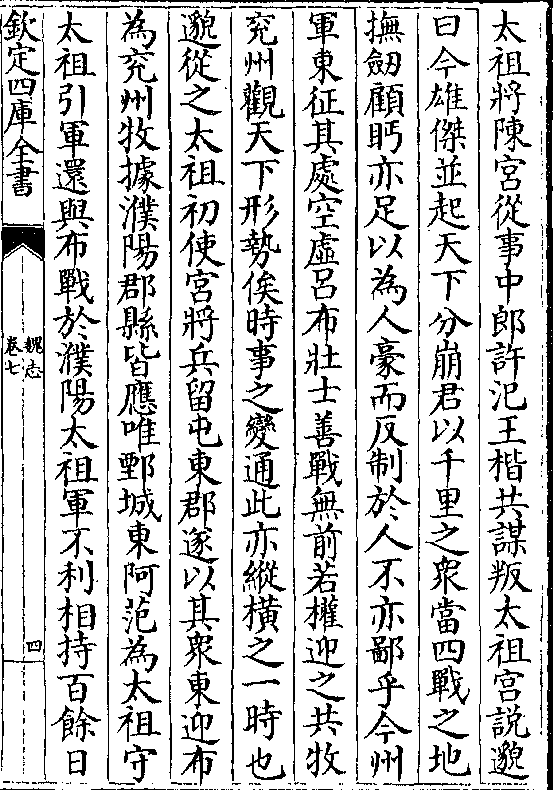 太祖將陳宮從事中郎許汜王楷共謀叛太祖宮説邈
曰今雄傑並起天下分崩君以千里之衆當四戰之地
撫劒顧眄亦足以為人豪而反制於人不亦鄙乎今州
軍東征其處空虛呂布壯士善戰無前若權迎之共牧
兖州觀天下形勢俟時事之變通此亦縱橫之一時也
邈從之太祖初使宮將兵留屯東郡遂以其衆東迎布
為兖州牧據濮陽郡縣皆應唯鄄城東阿范為太祖守
太祖引軍還與布戰於濮陽太祖軍不利相持百餘日
欽定四庫全書
魏志
卷七
四